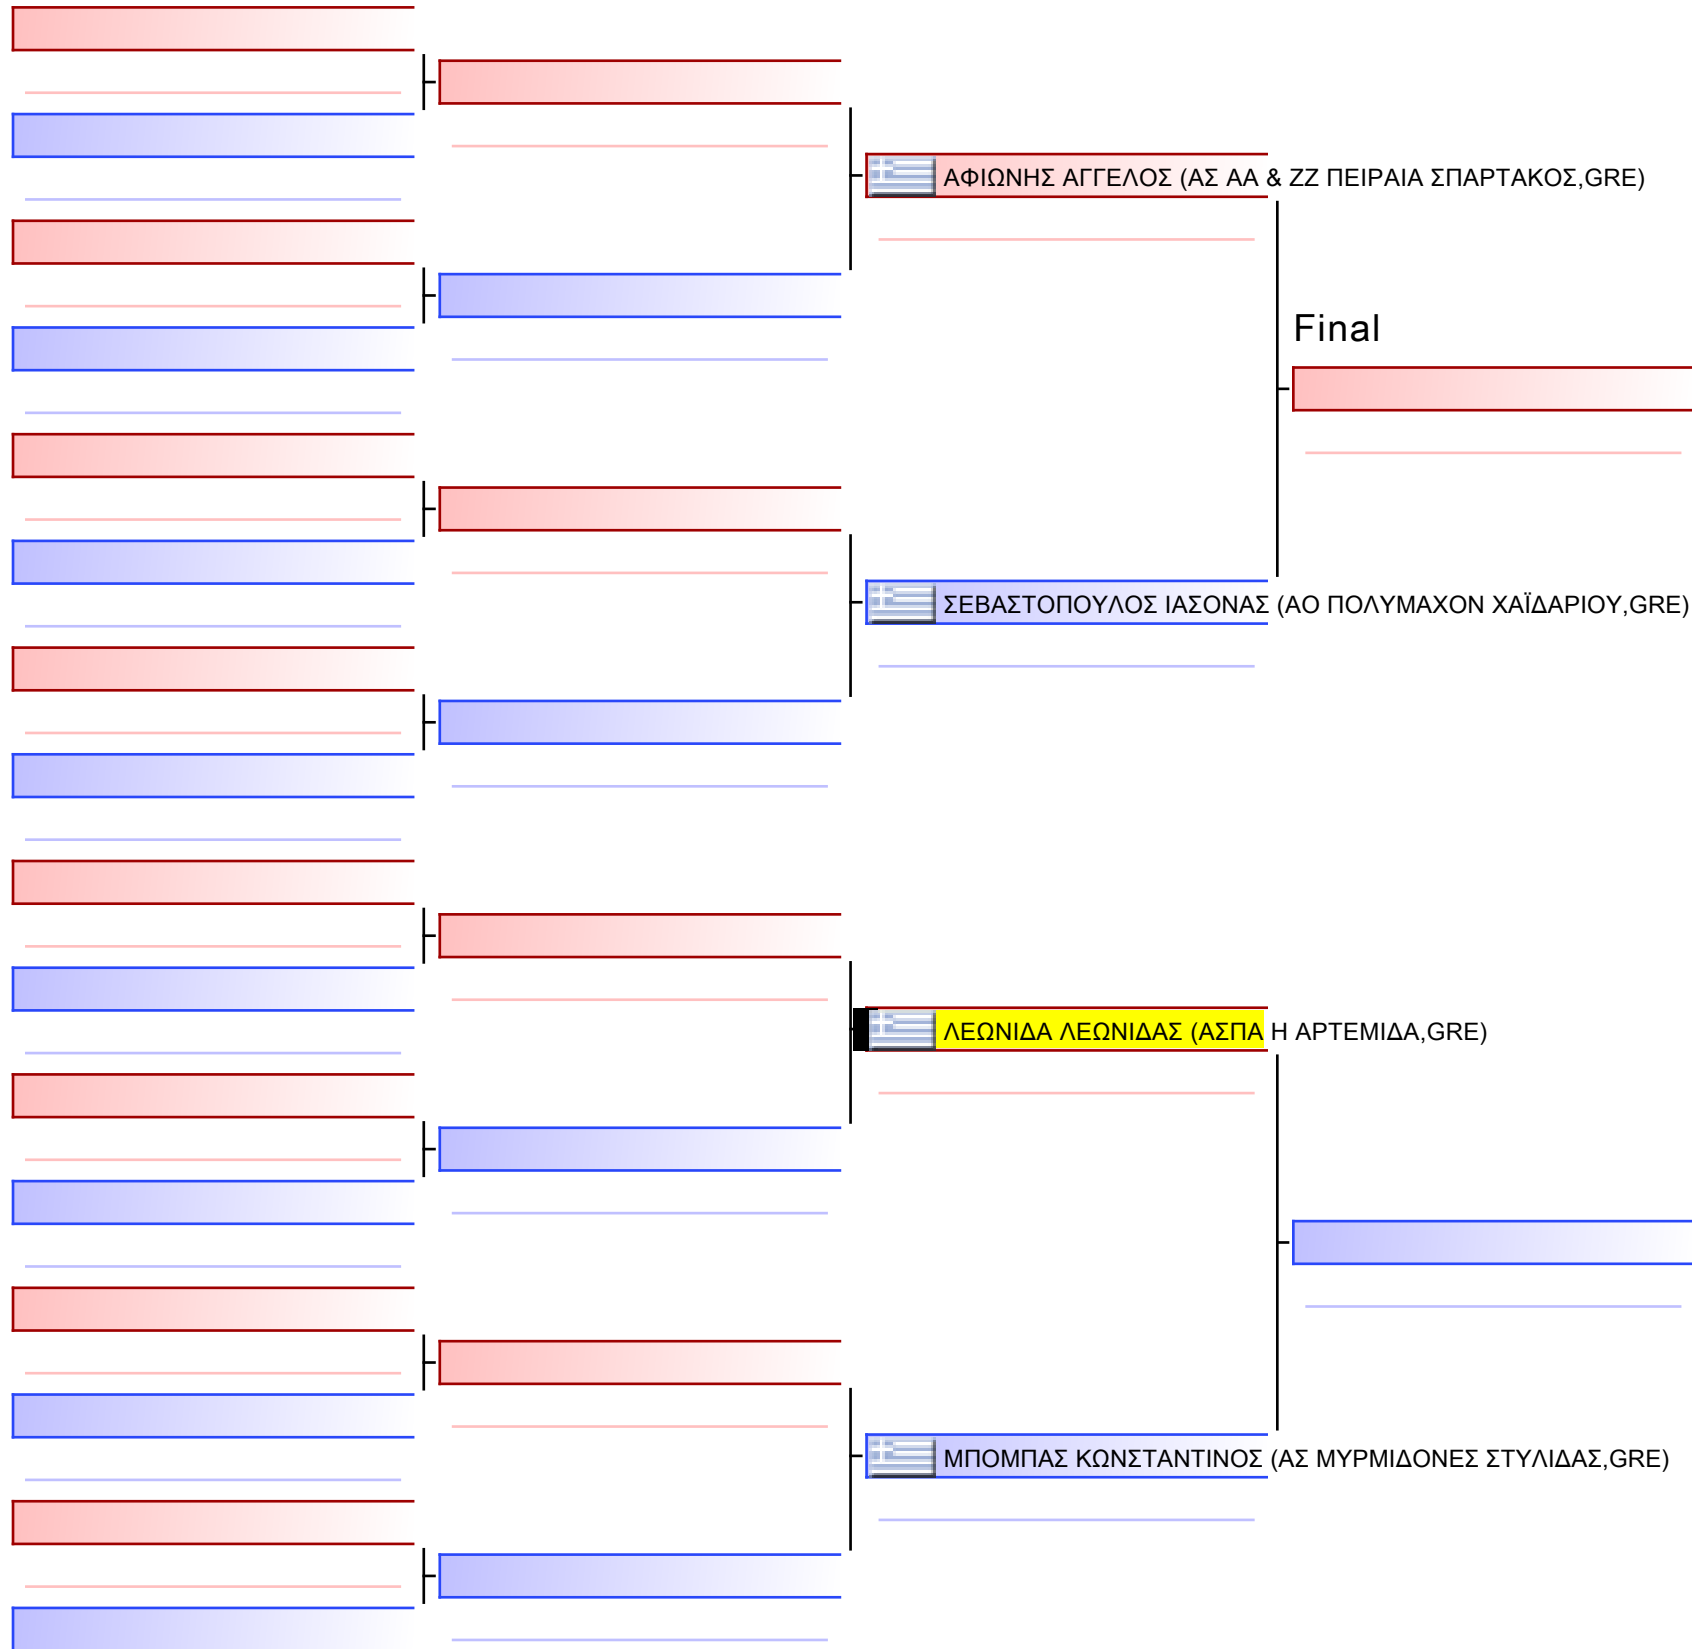 ΑΦΙΩΝΗΣ ΑΓΓΕΛΟΣ (ΑΣ ΑΑ & ΖΖ ΠΕΙΡΑΙΑ ΣΠΑΡΤΑΚΟΣ,GRE)
Final
ΣΕΒΑΣΤΟΠΟΥΛΟΣ ΙΑΣΟΝΑΣ (ΑΟ ΠΟΛΥΜΑΧΟΝ ΧΑΪΔΑΡΙΟΥ,GRE)
ΛΕΩΝΙΔΑ ΛΕΩΝΙΔΑΣ (ΑΣΠΑ Η ΑΡΤΕΜΙΔΑ,GRE)
ΜΠΟΜΠΑΣ ΚΩΝΣΤΑΝΤΙΝΟΣ (ΑΣ ΜΥΡΜΙΔΟΝΕΣ ΣΤΥΛΙΔΑΣ,GRE)